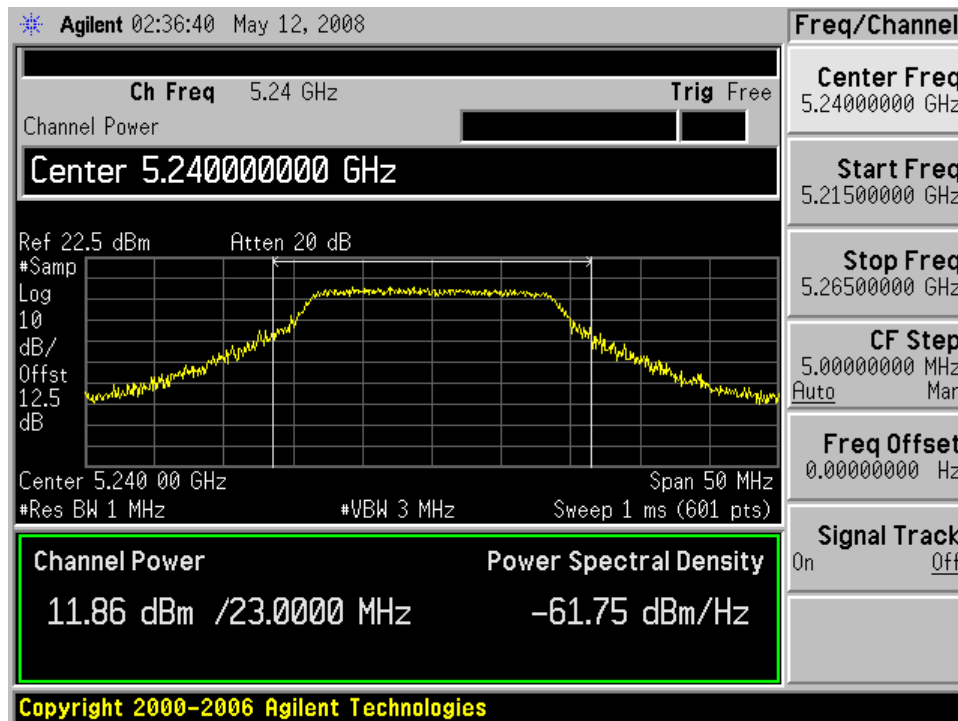 Agilent 02:36:40 May 12, 2008
Freq/Channel
Ch Freq 5.24 GHz Trig Free
Channel Power
Center 5.240000000 GHz
Ref 22.5 dBm Atten 20 dB
#Samp
Log
10
dB/
Offst
12.5
dB
Center 5.240 00 GHz Span 50 MHz
#Res BW 1 MHz #VBW 3 MHz Sweep 1 ms (601 pts)
Channel Power Power Spectral Density
11.86 dBm /23.0000 MHz -61.75 dBm/Hz
Copyright 2000-2006 Agilent Technologies
Center Freq
5.24000000 GHz
Start Freq
5.21500000 GHz
Stop Freq
5.26500000 GHz
CF Step
5.00000000 MHz
Auto Man
Freq Offset
0.00000000 Hz
Signal Track
On Off